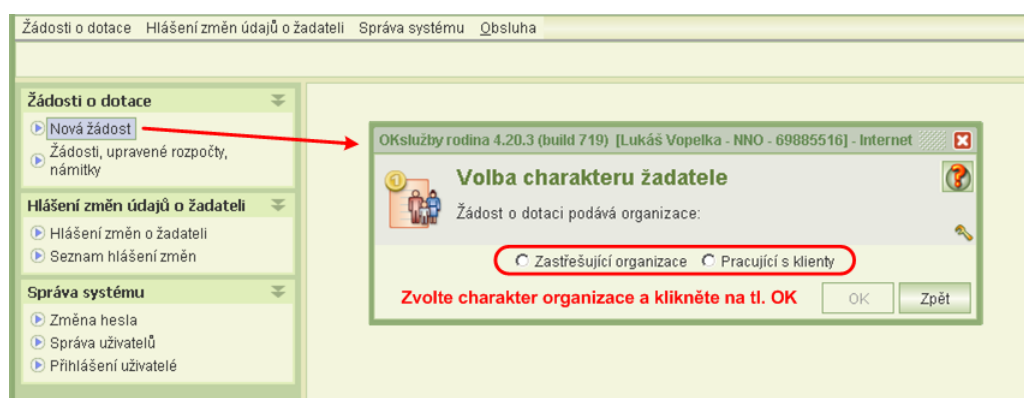 Žádosti o dotace Hlášení změn údajů o žadateli Správa systému Obsluha
Žádosti o dotace
Nová žádost
Žádosti, upravené rozpočty,
námitky
Hlášení změn údajů o žadateli
Hlášení změn o žadateli
Seznam hlášení změn
Správa systému
Změna hesla
Správa uživatelů
Přihlášení uživatelé
OKslužby rodina 4.20.3 (build 719) [Lukáš Vopelka - NNO - 69885516] - Internet
Volba charakteru žadatele
Žádost o dotaci podává organizace:
Zastřešující organizace Pracující s klienty
Zvolte charakter organizace a klikněte na tl. OK
OK Zpět